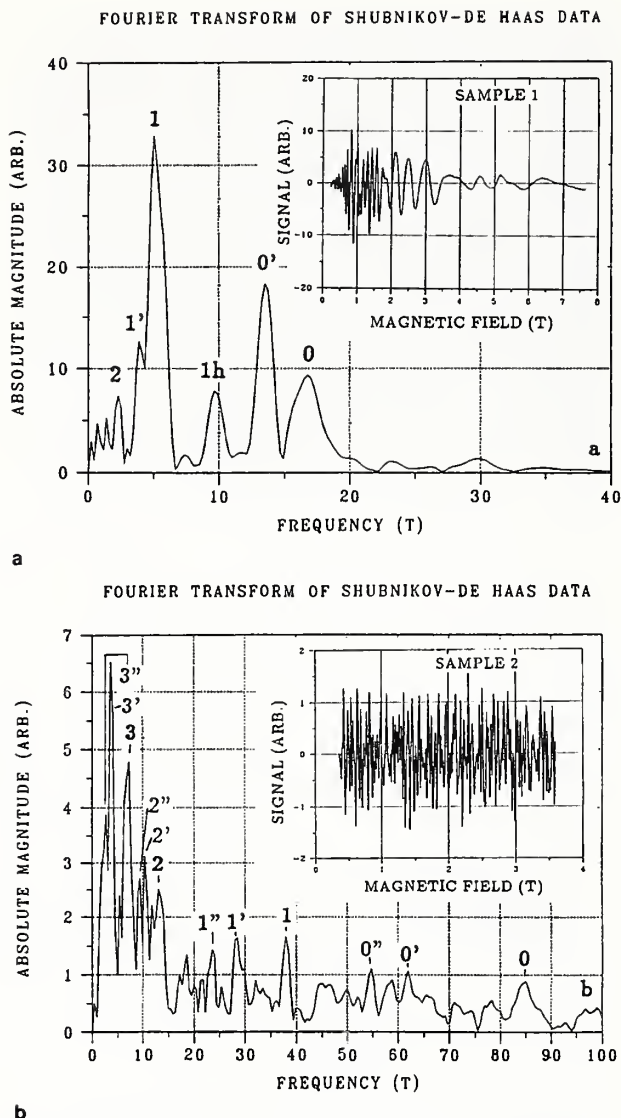 FOURIER TRANSFORM OF SHUBNIKOV-DE HAAS DATA
ABSOLUTE MAGNITUDE (ARB.)
50
40
30
20
10
0
2
1'
1
1h
0'
0
a
0
10
20
30
40
FREQUENCY (T)
SAMPLE 1
SIGNAL (ARB.)
20
10
0
-10
-20
0 1 2 3 4 5 6 7 8
MAGNETIC FIELD (T)
a
FOURIER TRANSFORM OF SHUBNIKOV-DE HAAS DATA
ABSOLUTE MAGNITUDE (ARB.)
7
6
5
4
3
2
1
0
3"
3'
3
2"
2'
2
1"
1'
1
0"
0'
0
b
0 10 20 30 40 50 60 70 80 90 100
FREQUENCY (T)
SAMPLE 2
SIGNAL (ARB.)
2
1
0
-1
-2
0 1 2 3 4
MAGNETIC FIELD (T)
b